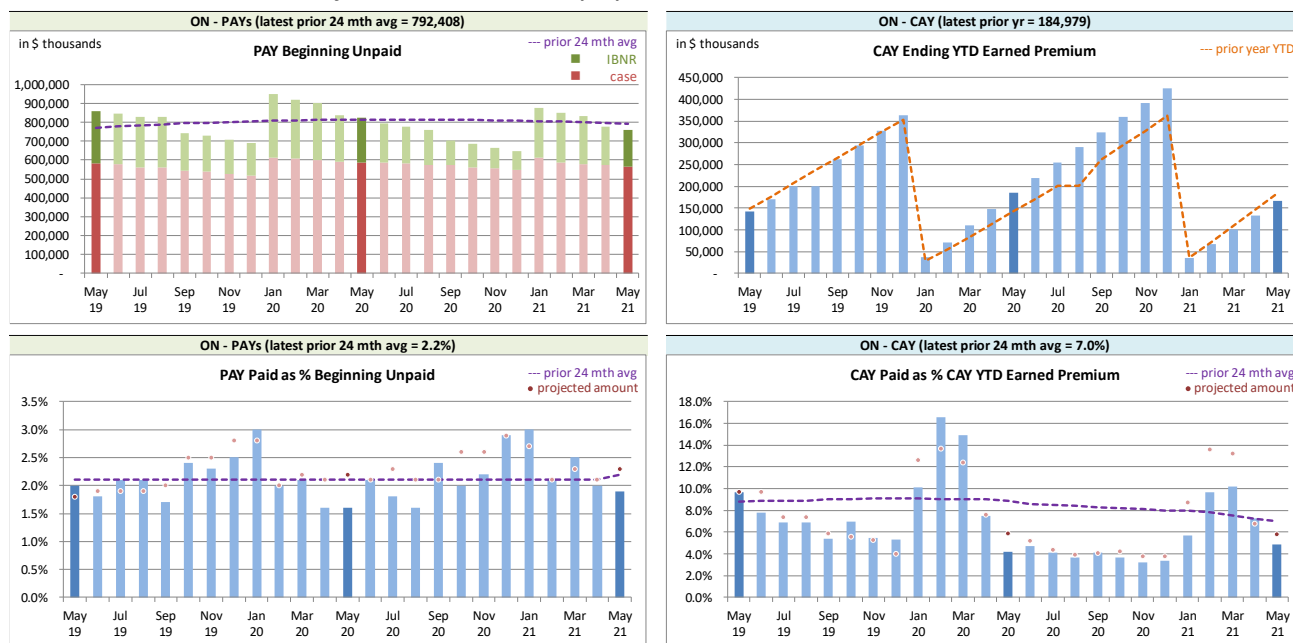 ON - PAYs (latest prior 24 mth avg = 792,408)
in $ thousands
PAY Beginning Unpaid
--- prior 24 mth avg
IBNR
case
1,000,000
900,000
800,000
700,000
600,000
500,000
400,000
300,000
200,000
100,000
-
May Jul Sep Nov Jan Mar May Jul Sep Nov Jan Mar May
19 19 19 19 20 20 20 20 20 20 21 21 21
ON - CAY (latest prior yr = 184,979)
in $ thousands
CAY Ending YTD Earned Premium
--- prior year YTD
450,000
400,000
350,000
300,000
250,000
200,000
150,000
100,000
50,000
-
May Jul Sep Nov Jan Mar May Jul Sep Nov Jan Mar May
19 19 19 19 20 20 20 20 20 20 21 21 21
ON - PAYs (latest prior 24 mth avg = 2.2%)
PAY Paid as % Beginning Unpaid
--- prior 24 mth avg
projected amount
3.5%
3.0%
2.5%
2.0%
1.5%
1.0%
0.5%
0.0%
May Jul Sep Nov Jan Mar May Jul Sep Nov Jan Mar May
19 19 19 19 20 20 20 20 20 20 21 21 21
ON - CAY (latest prior 24 mth avg = 7.0%)
CAY Paid as % CAY YTD Earned Premium
--- prior 24 mth avg
projected amount
18.0%
16.0%
14.0%
12.0%
10.0%
8.0%
6.0%
4.0%
2.0%
0.0%
May Jul Sep Nov Jan Mar May Jul Sep Nov Jan Mar May
19 19 19 19 20 20 20 20 20 20 21 21 21